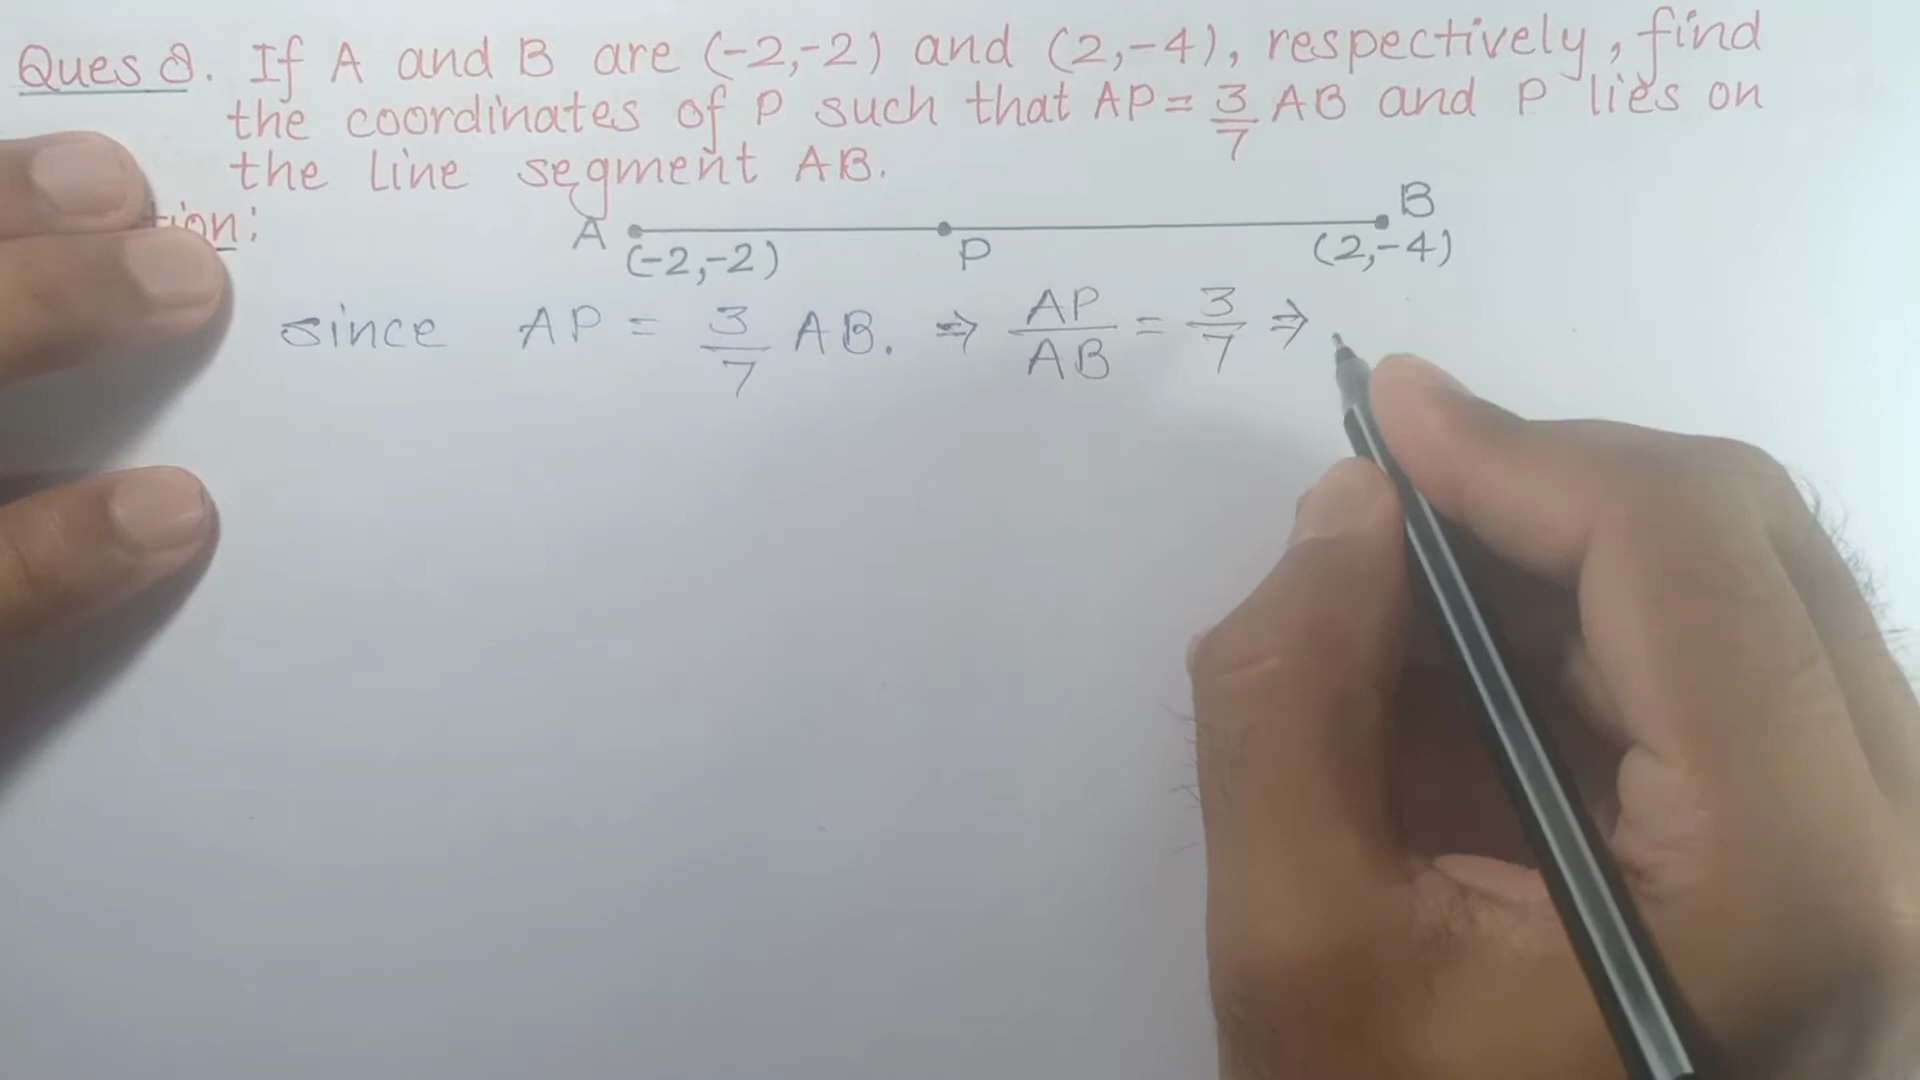 Ques 8. If A and B are (-2,-2) and (2,-4), respectively, find
the coordinates of P such that AP = 3/7 AB and P lies on
the line segment AB.
A B
(-2,-2) P (2,-4)
since AP = 3/7 AB. ⇒ AP/AB = 3/7 ⇒